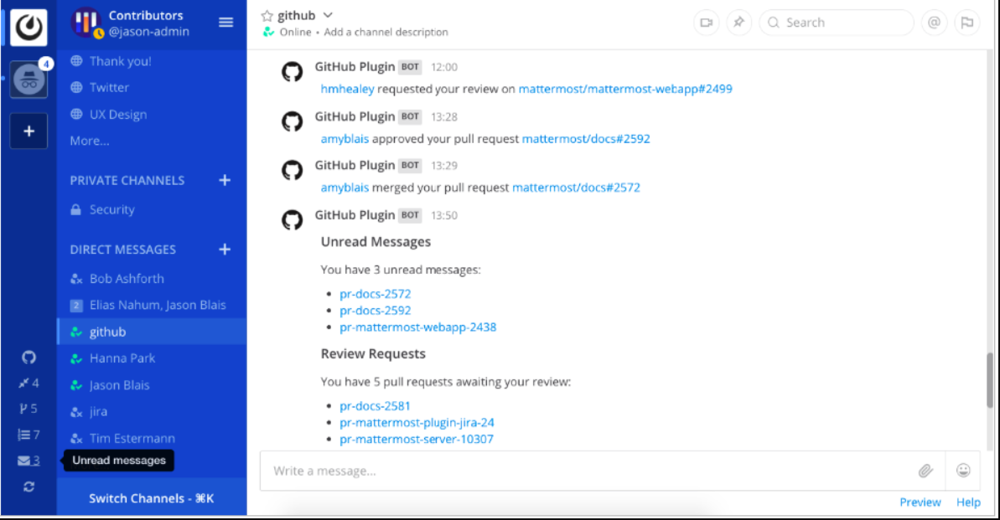 Contributors
@jason-admin
4
+
Thank you!
Twitter
UX Design
More...
PRIVATE CHANNELS +
Security
DIRECT MESSAGES +
Bob Ashforth
2 Elias Nahum, Jason Blais
github
Hanna Park
Jason Blais
jira
Tim Estermann
4
5
7
3
Unread messages
Switch Channels - ⌘K
github
Online • Add a channel description
Search
@
GitHub Plugin BOT 12:00
hmhealey requested your review on mattermost/mattermost-webapp#2499
GitHub Plugin BOT 13:28
amyblais approved your pull request mattermost/docs#2592
GitHub Plugin BOT 13:29
amyblais merged your pull request mattermost/docs#2572
GitHub Plugin BOT 13:50
Unread Messages
You have 3 unread messages:
• pr-docs-2572
• pr-docs-2592
• pr-mattermost-webapp-2438
Review Requests
You have 5 pull requests awaiting your review:
• pr-docs-2581
• pr-mattermost-plugin-jira-24
• pr-mattermost-server-10307
Write a message...
Preview Help